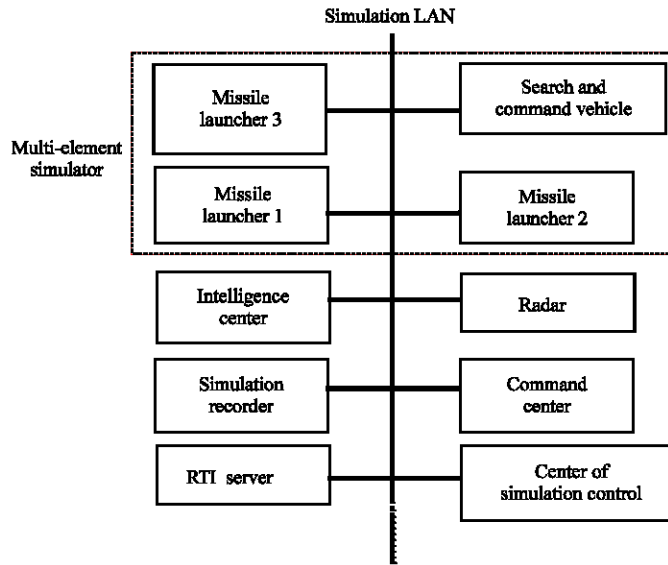 Simulation LAN
Missile
launcher 3
Search and
command vehicle
Multi-element
simulator
Missile
launcher 1
Missile
launcher 2
Intelligence
center
Radar
Simulation
recorder
Command
center
RTI server
Center of
simulation control